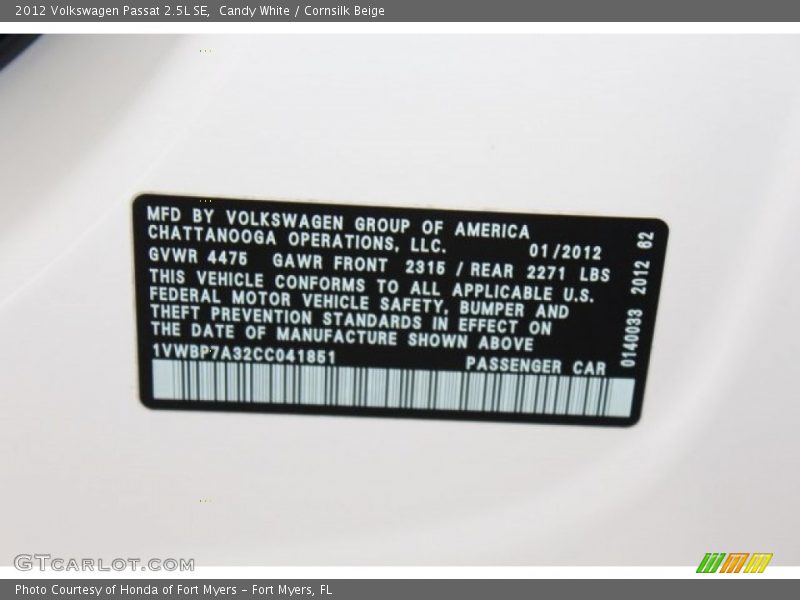 2012 Volkswagen Passat 2.5L SE,  Candy White / Cornsilk Beige
MFD BY VOLKSWAGEN GROUP OF AMERICA
CHATTANOOGA OPERATIONS, LLC.
01/2012
GVWR 4475 GAWR FRONT 2315 / REAR 2271 LBS
THIS VEHICLE CONFORMS TO ALL APPLICABLE U.S.
FEDERAL MOTOR VEHICLE SAFETY, BUMPER AND
THEFT PREVENTION STANDARDS IN EFFECT ON
THE DATE OF MANUFACTURE SHOWN ABOVE
1VWBP7A32CC041851
PASSENGER CAR
0140033 2012 62
GTCARLOT.COM
Photo Courtesy of Honda of Fort Myers - Fort Myers, FL